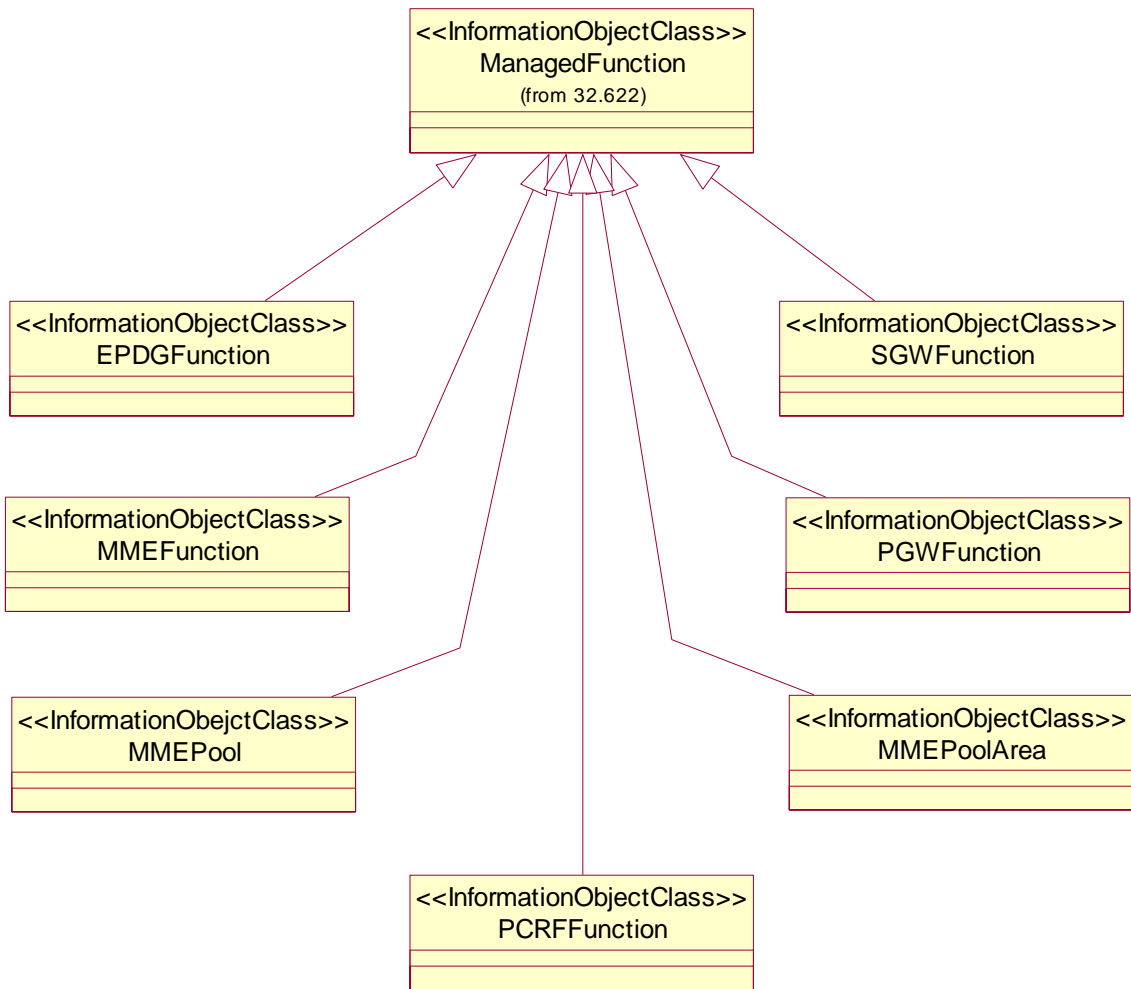 <<InformationObjectClass>>
ManagedFunction
(from 32.622)
<<InformationObjectClass>>
EPDGFunction
<<InformationObjectClass>>
SGWFunction
<<InformationObjectClass>>
MMEFunction
<<InformationObjectClass>>
PGWFunction
<<InformationObejctClass>>
MMEPool
<<InformationObjectClass>>
MMEPoolArea
<<InformationObjectClass>>
PCRFFunction